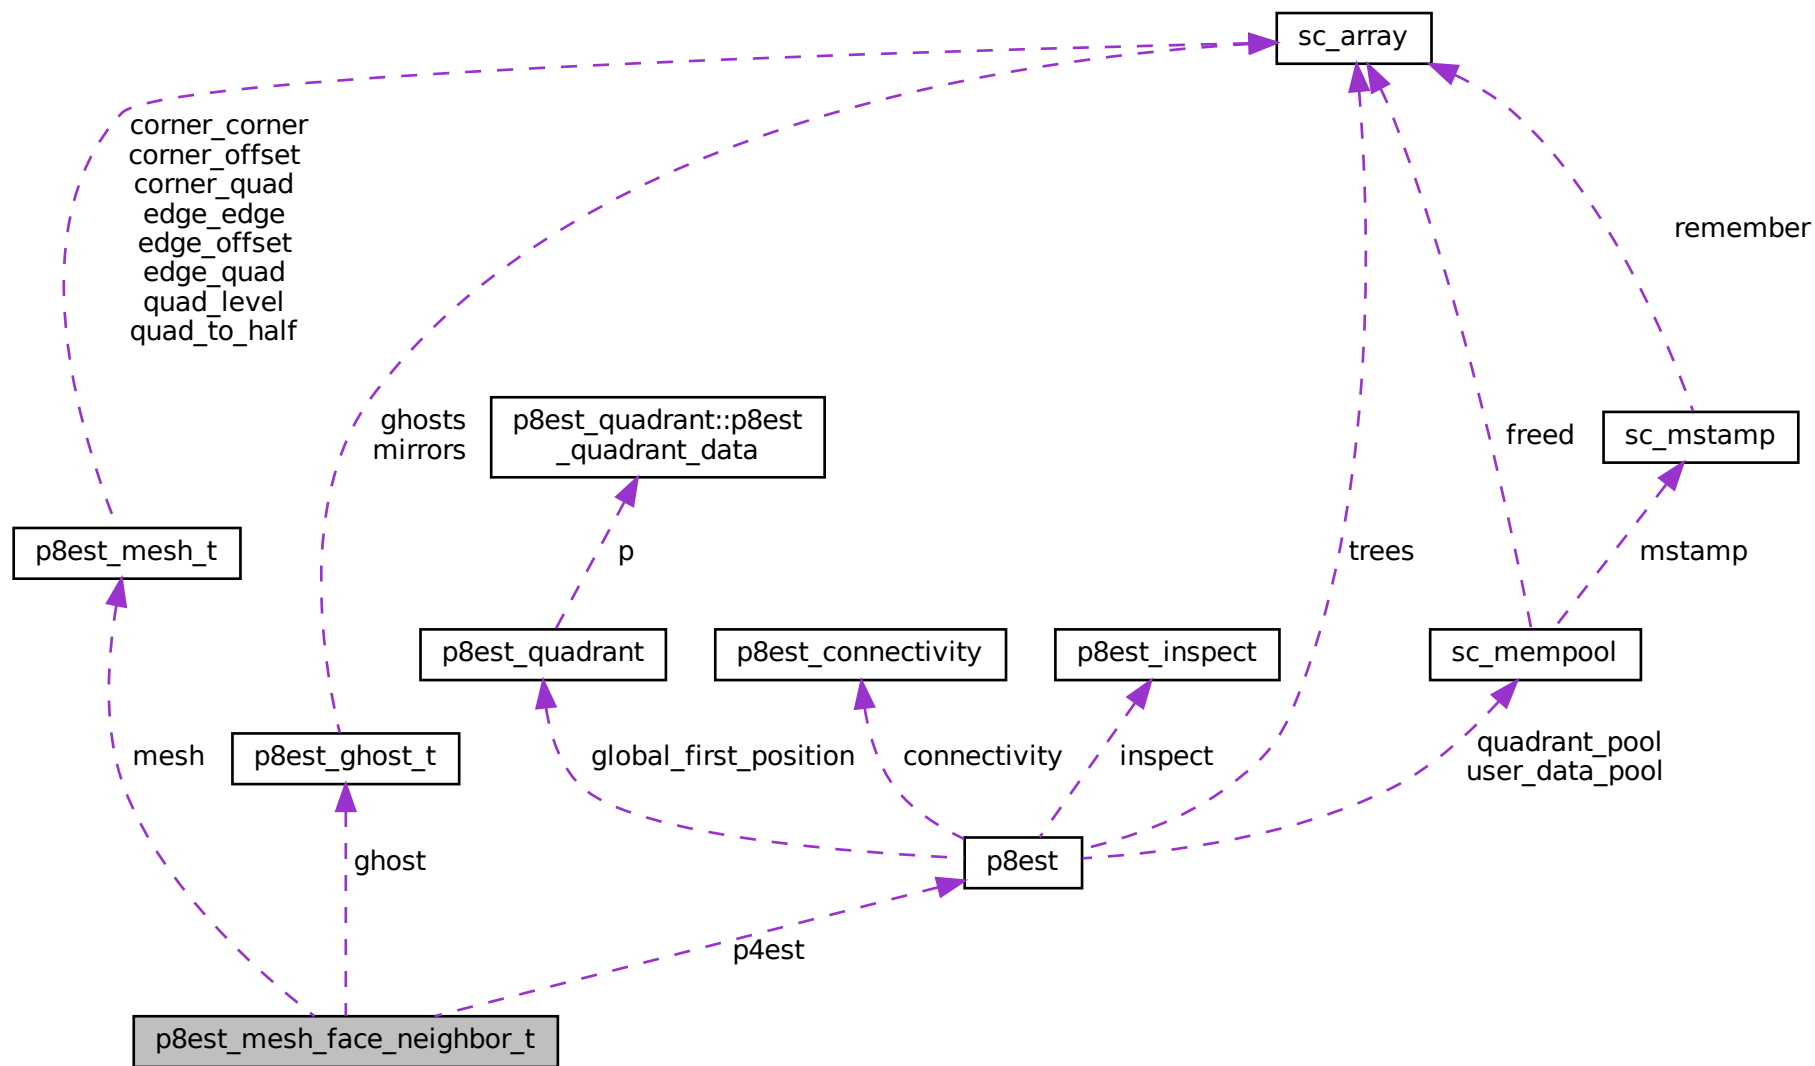 sc_array
corner_corner
corner_offset
corner_quad
edge_edge
edge_offset
edge_quad
quad_level
quad_to_half
remember
ghosts
mirrors
p8est_quadrant::p8est
_quadrant_data
freed
sc_mstamp
p8est_mesh_t
p
trees
mstamp
p8est_quadrant
p8est_connectivity
p8est_inspect
sc_mempool
mesh
p8est_ghost_t
global_first_position
connectivity
inspect
quadrant_pool
user_data_pool
ghost
p8est
p4est
p8est_mesh_face_neighbor_t